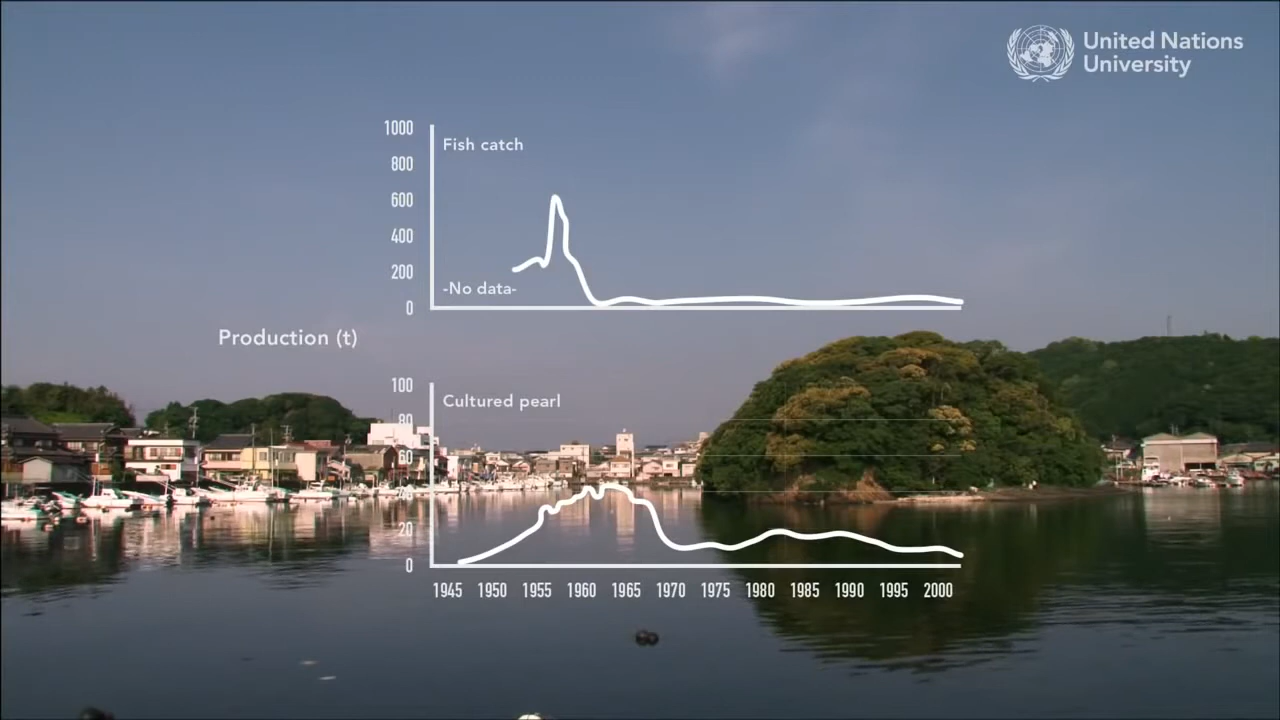 United Nations
University
1000
Fish catch
800
600
400
200
-No data-
0
Production (t)
100
Cultured pearl
80
60
20
0
1945 1950 1955 1960 1965 1970 1975 1980 1985 1990 1995 2000